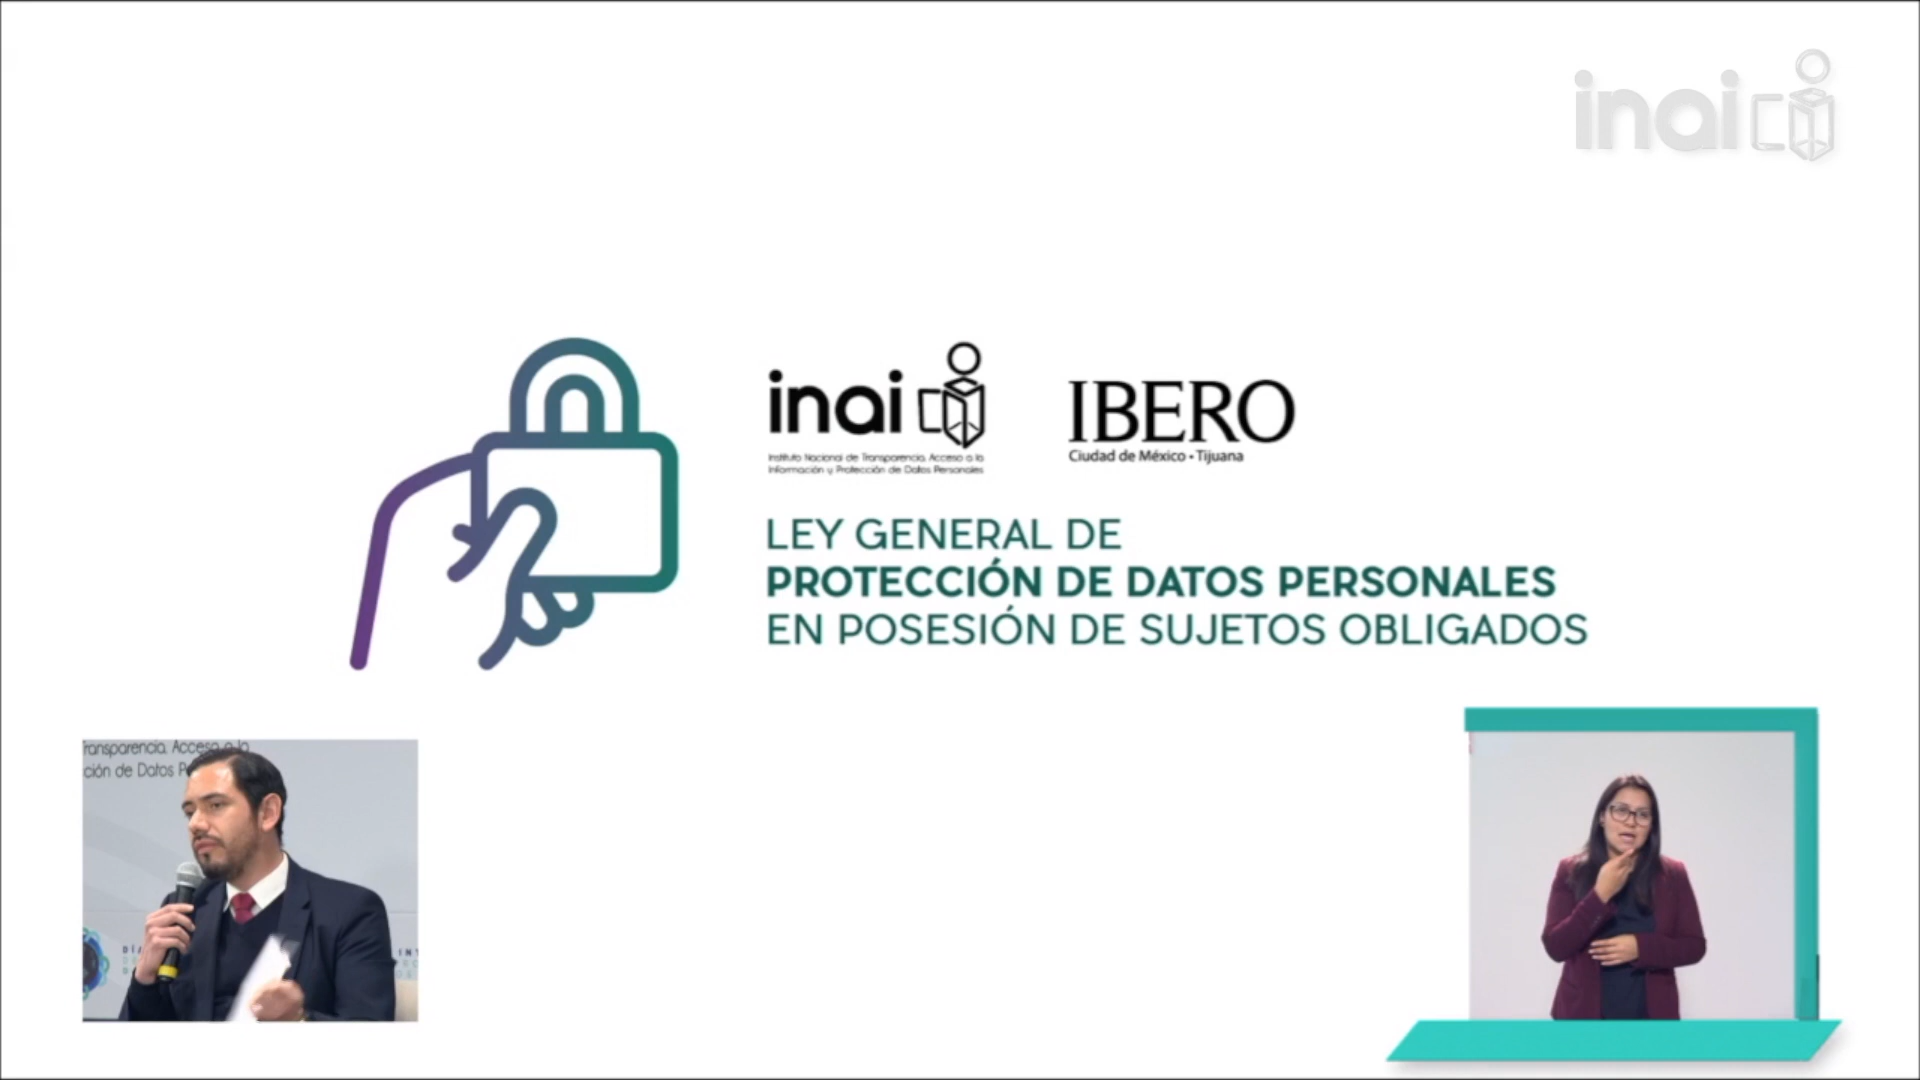 inai
inai
Instituto Nacional de Transparencia, Acceso a la
Información y Protección de Datos Personales
IBERO
Ciudad de México • Tijuana
LEY GENERAL DE
PROTECCIÓN DE DATOS PERSONALES
EN POSESIÓN DE SUJETOS OBLIGADOS
Transparencia, Acceso a la
ción de Datos P